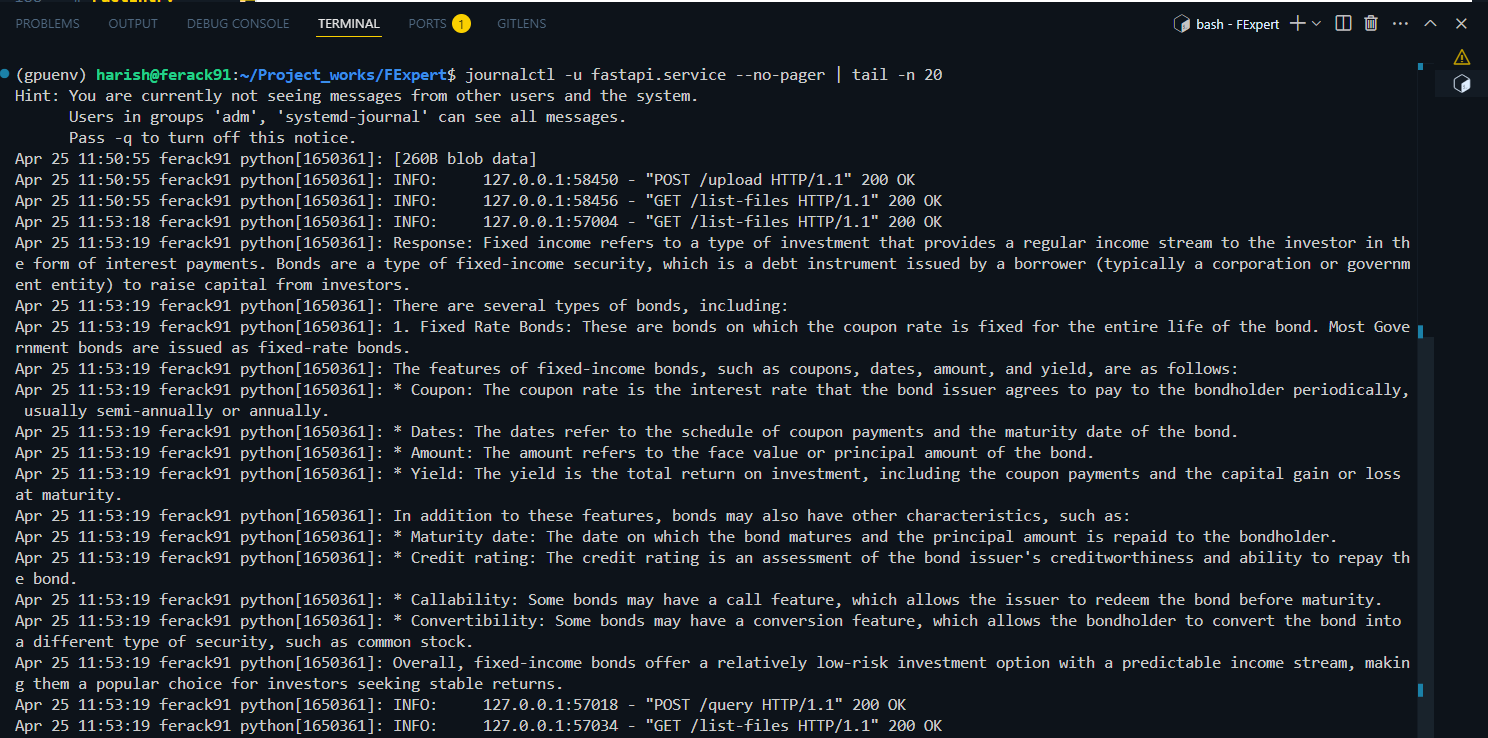 PROBLEMS OUTPUT DEBUG CONSOLE TERMINAL PORTS 1 GITLENS bash - FExpert
(gpuenv) harish@ferack91:~/Project_works/FExpert$ journalctl -u fastapi.service --no-pager | tail -n 20
Hint: You are currently not seeing messages from other users and the system.
      Users in groups 'adm', 'systemd-journal' can see all messages.
      Pass -q to turn off this notice.
Apr 25 11:50:55 ferack91 python[1650361]: [260B blob data]
Apr 25 11:50:55 ferack91 python[1650361]: INFO:     127.0.0.1:58450 - "POST /upload HTTP/1.1" 200 OK
Apr 25 11:50:55 ferack91 python[1650361]: INFO:     127.0.0.1:58456 - "GET /list-files HTTP/1.1" 200 OK
Apr 25 11:53:18 ferack91 python[1650361]: INFO:     127.0.0.1:57004 - "GET /list-files HTTP/1.1" 200 OK
Apr 25 11:53:19 ferack91 python[1650361]: Response: Fixed income refers to a type of investment that provides a regular income stream to the investor in th
e form of interest payments. Bonds are a type of fixed-income security, which is a debt instrument issued by a borrower (typically a corporation or governm
ent entity) to raise capital from investors.
Apr 25 11:53:19 ferack91 python[1650361]: There are several types of bonds, including:
Apr 25 11:53:19 ferack91 python[1650361]: 1. Fixed Rate Bonds: These are bonds on which the coupon rate is fixed for the entire life of the bond. Most Gove
rnment bonds are issued as fixed-rate bonds.
Apr 25 11:53:19 ferack91 python[1650361]: The features of fixed-income bonds, such as coupons, dates, amount, and yield, are as follows:
Apr 25 11:53:19 ferack91 python[1650361]: * Coupon: The coupon rate is the interest rate that the bond issuer agrees to pay to the bondholder periodically,
 usually semi-annually or annually.
Apr 25 11:53:19 ferack91 python[1650361]: * Dates: The dates refer to the schedule of coupon payments and the maturity date of the bond.
Apr 25 11:53:19 ferack91 python[1650361]: * Amount: The amount refers to the face value or principal amount of the bond.
Apr 25 11:53:19 ferack91 python[1650361]: * Yield: The yield is the total return on investment, including the coupon payments and the capital gain or loss
at maturity.
Apr 25 11:53:19 ferack91 python[1650361]: In addition to these features, bonds may also have other characteristics, such as:
Apr 25 11:53:19 ferack91 python[1650361]: * Maturity date: The date on which the bond matures and the principal amount is repaid to the bondholder.
Apr 25 11:53:19 ferack91 python[1650361]: * Credit rating: The credit rating is an assessment of the bond issuer's creditworthiness and ability to repay th
e bond.
Apr 25 11:53:19 ferack91 python[1650361]: * Callability: Some bonds may have a call feature, which allows the issuer to redeem the bond before maturity.
Apr 25 11:53:19 ferack91 python[1650361]: * Convertibility: Some bonds may have a conversion feature, which allows the bondholder to convert the bond into
a different type of security, such as common stock.
Apr 25 11:53:19 ferack91 python[1650361]: Overall, fixed-income bonds offer a relatively low-risk investment option with a predictable income stream, makin
g them a popular choice for investors seeking stable returns.
Apr 25 11:53:19 ferack91 python[1650361]: INFO:     127.0.0.1:57018 - "POST /query HTTP/1.1" 200 OK
Apr 25 11:53:19 ferack91 python[1650361]: INFO:     127.0.0.1:57034 - "GET /list-files HTTP/1.1" 200 OK